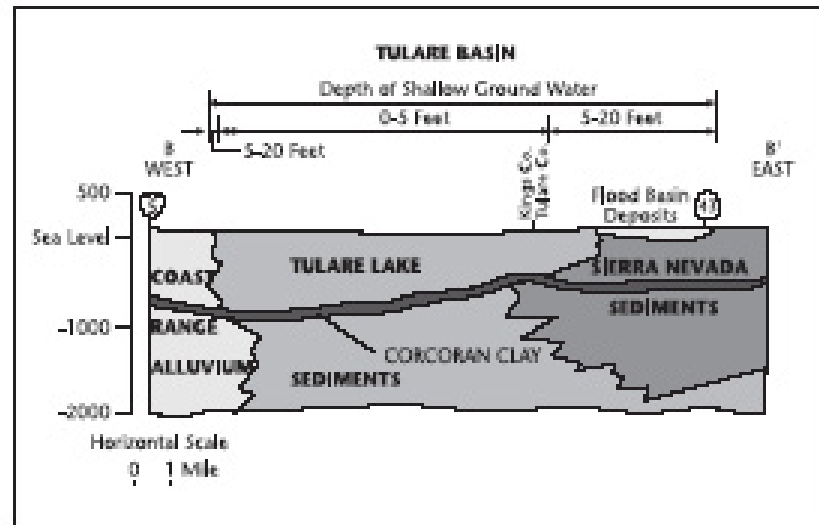 TULARE BASIN
Depth of Shallow Ground Water
0-5 Feet
5-20 Feet
5-20 Feet
B
WEST
Kings Co.
Tulare Co.
B'
EAST
500
5
Flood Basin
Deposits
43
Sea Level
COAST
TULARE LAKE
SIERRA NEVADA
SEDIMENTS
-1000
RANGE
CORCORAN CLAY
ALLUVIUM
SEDIMENTS
-2000
Horizontal Scale
0 1 Mile